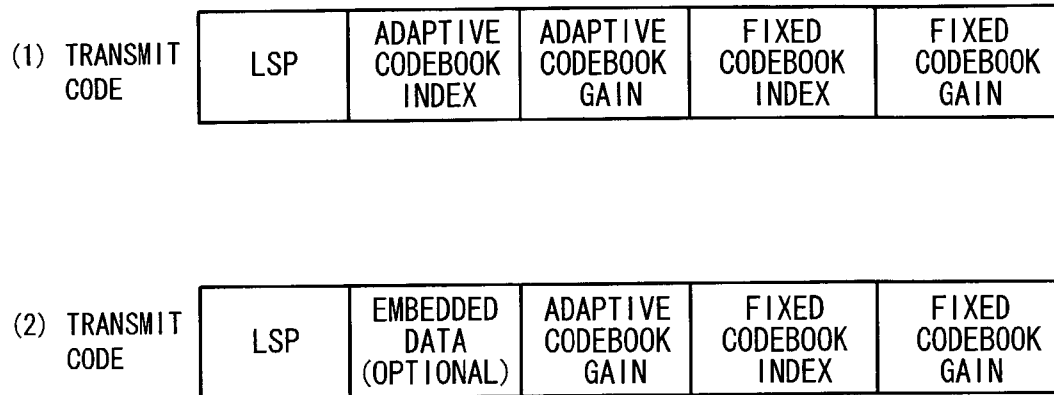 (1) TRANSMIT CODE
LSP
ADAPTIVE CODEBOOK INDEX
ADAPTIVE CODEBOOK GAIN
FIXED CODEBOOK INDEX
FIXED CODEBOOK GAIN
(2) TRANSMIT CODE
LSP
EMBEDDED DATA (OPTIONAL)
ADAPTIVE CODEBOOK GAIN
FIXED CODEBOOK INDEX
FIXED CODEBOOK GAIN